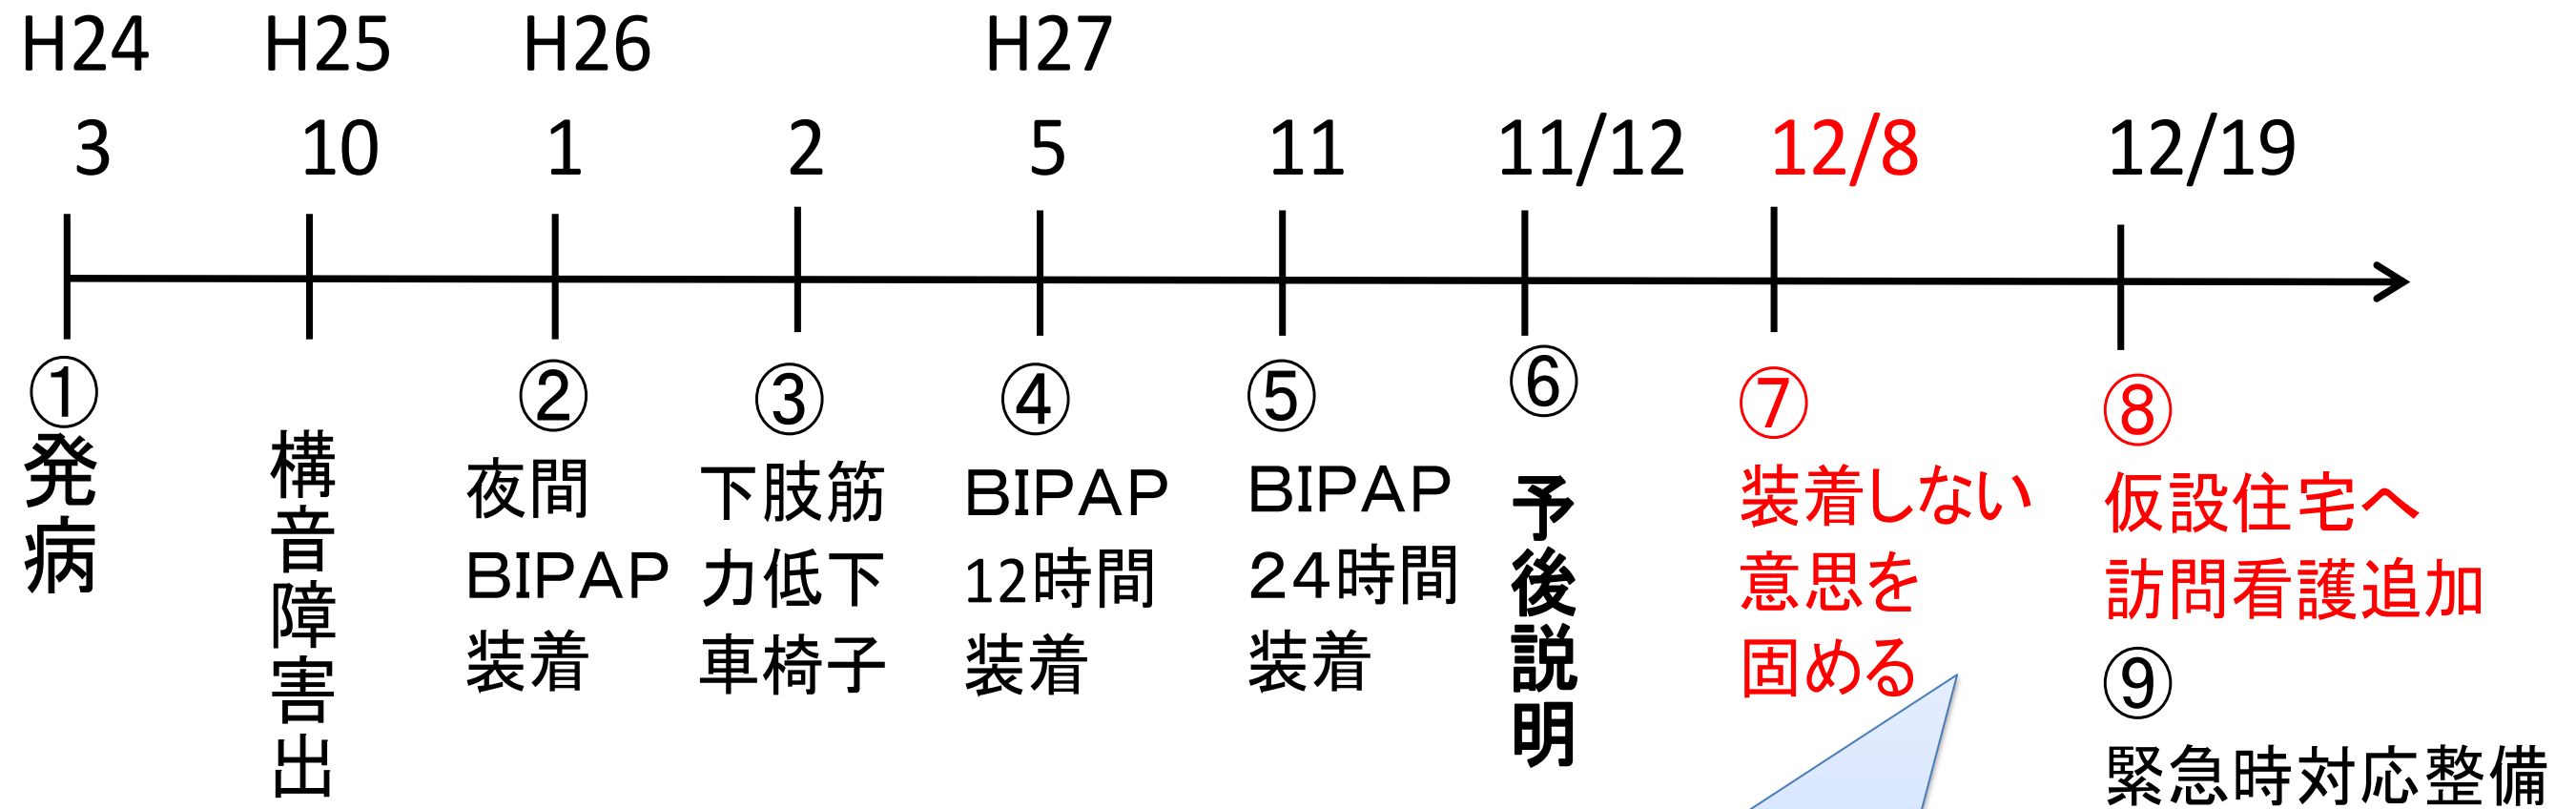 H24 H25 H26 H27
3 10 1 2 5 11 11/12 12/8 12/19
①
発病
構音障害出
②
夜間
BIPAP
装着
③
下肢筋
力低下
車椅子
④
BIPAP
12時間
装着
⑤
BIPAP
24時間
装着
⑥
予後説明
⑦
装着しない
意思を
固める
⑧
仮設住宅へ
訪問看護追加
⑨
緊急時対応整備